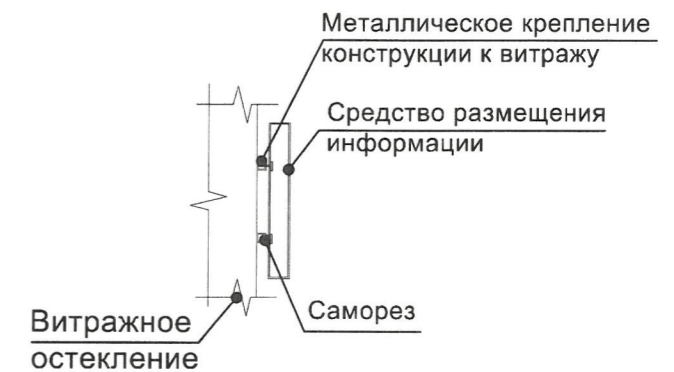 Металлическое крепление
конструкции к витражу
Средство размещения
информации
Саморез
Витражное
остекление